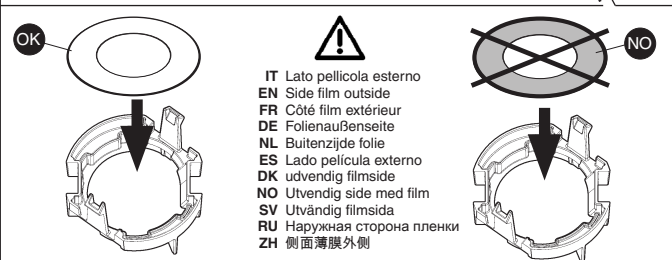 OK
NO
IT Lato pellicola esterno
EN Side film outside
FR Côté film extérieur
DE Folienaußenseite
NL Buitenzijde folie
ES Lado película externo
DK udvendig filmside
NO Utvendig side med film
SV Utvändig filmsida
RU Наружная сторона пленки
ZH 侧面薄膜外侧